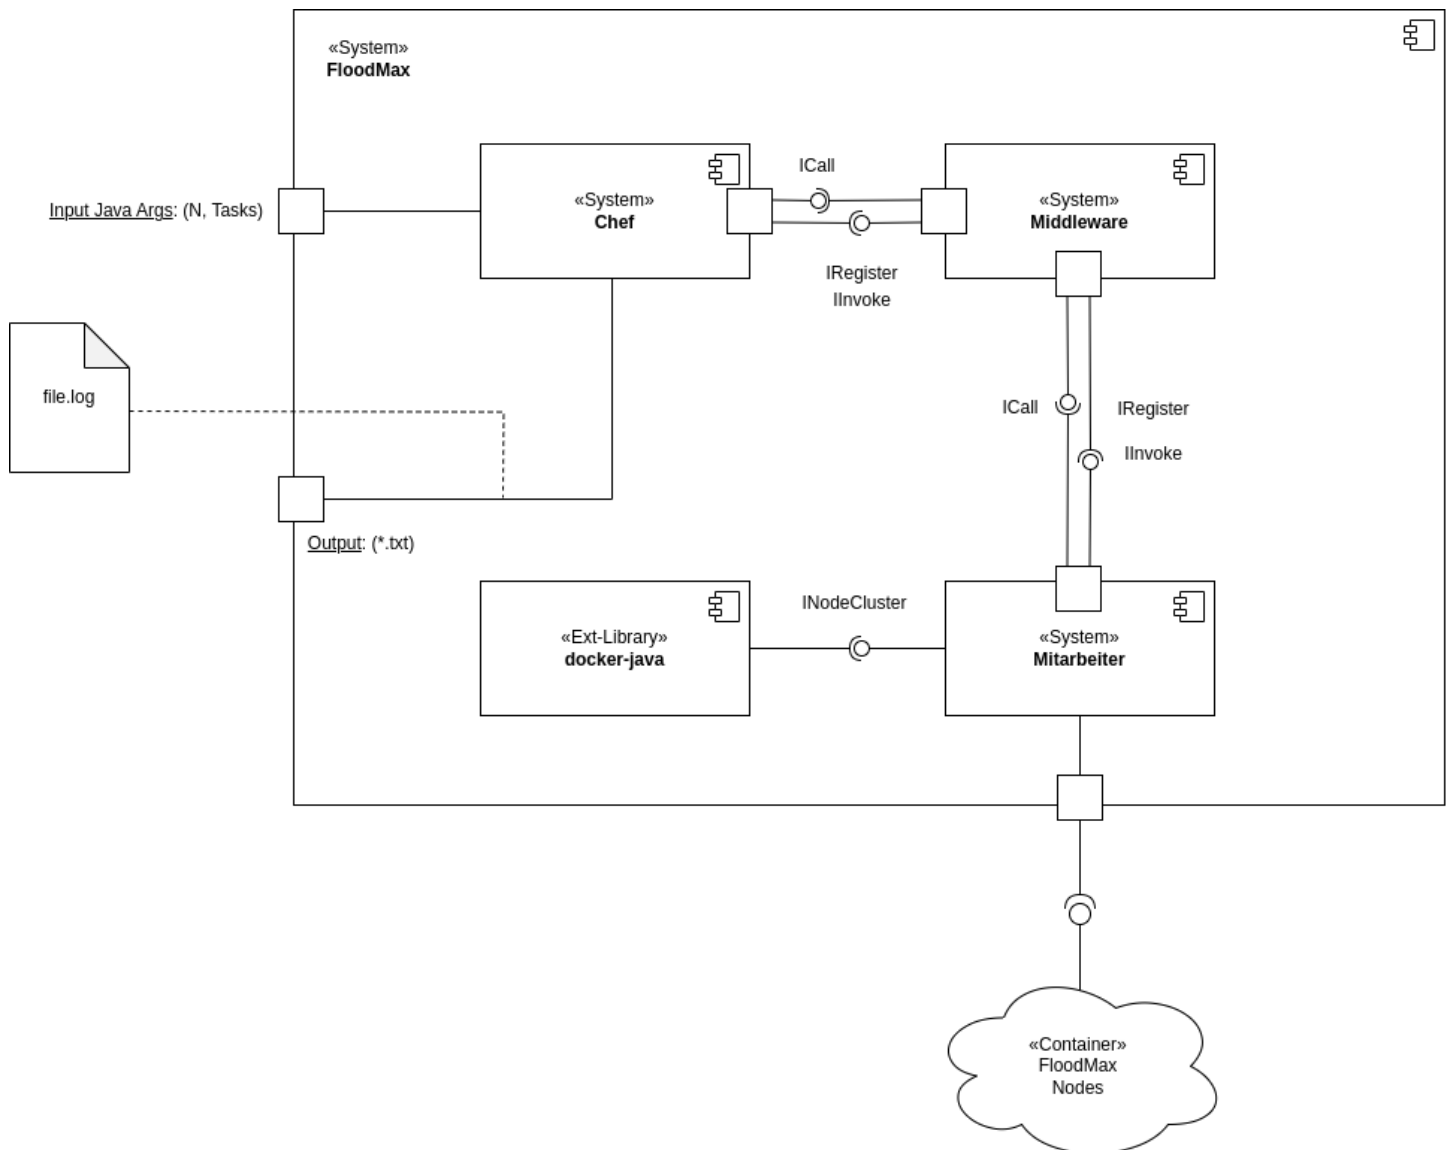 «System»
FloodMax
ICall
«System»
Chef
«System»
Middleware
Input Java Args: (N, Tasks)
IRegister
IInvoke
file.log
ICall
IRegister
IInvoke
Output: (*.txt)
INodeCluster
«Ext-Library»
docker-java
«System»
Mitarbeiter
«Container»
FloodMax
Nodes